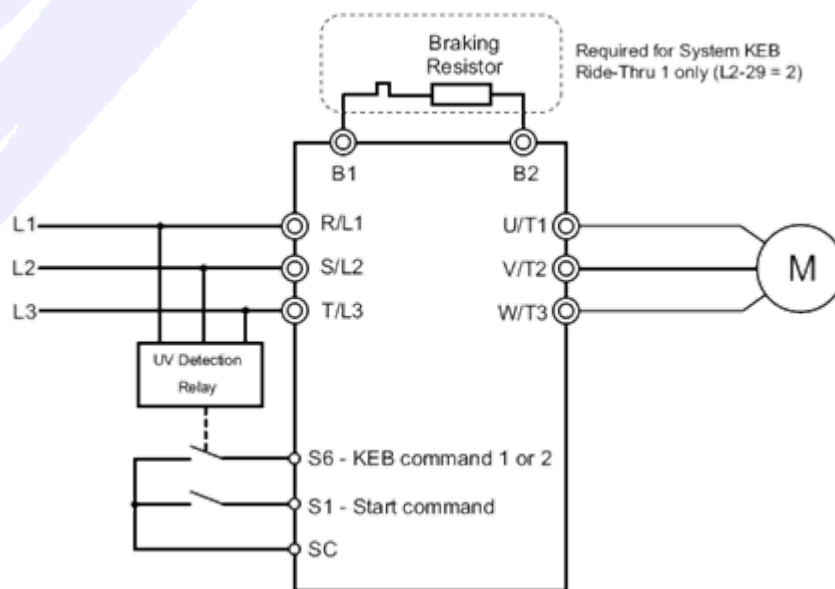 Braking
Resistor
Required for System KEB
Ride-Thru 1 only (L2-29 = 2)
B1
B2
L1
R/L1
U/T1
L2
S/L2
V/T2
M
L3
T/L3
W/T3
UV Detection
Relay
S6 - KEB command 1 or 2
S1 - Start command
SC